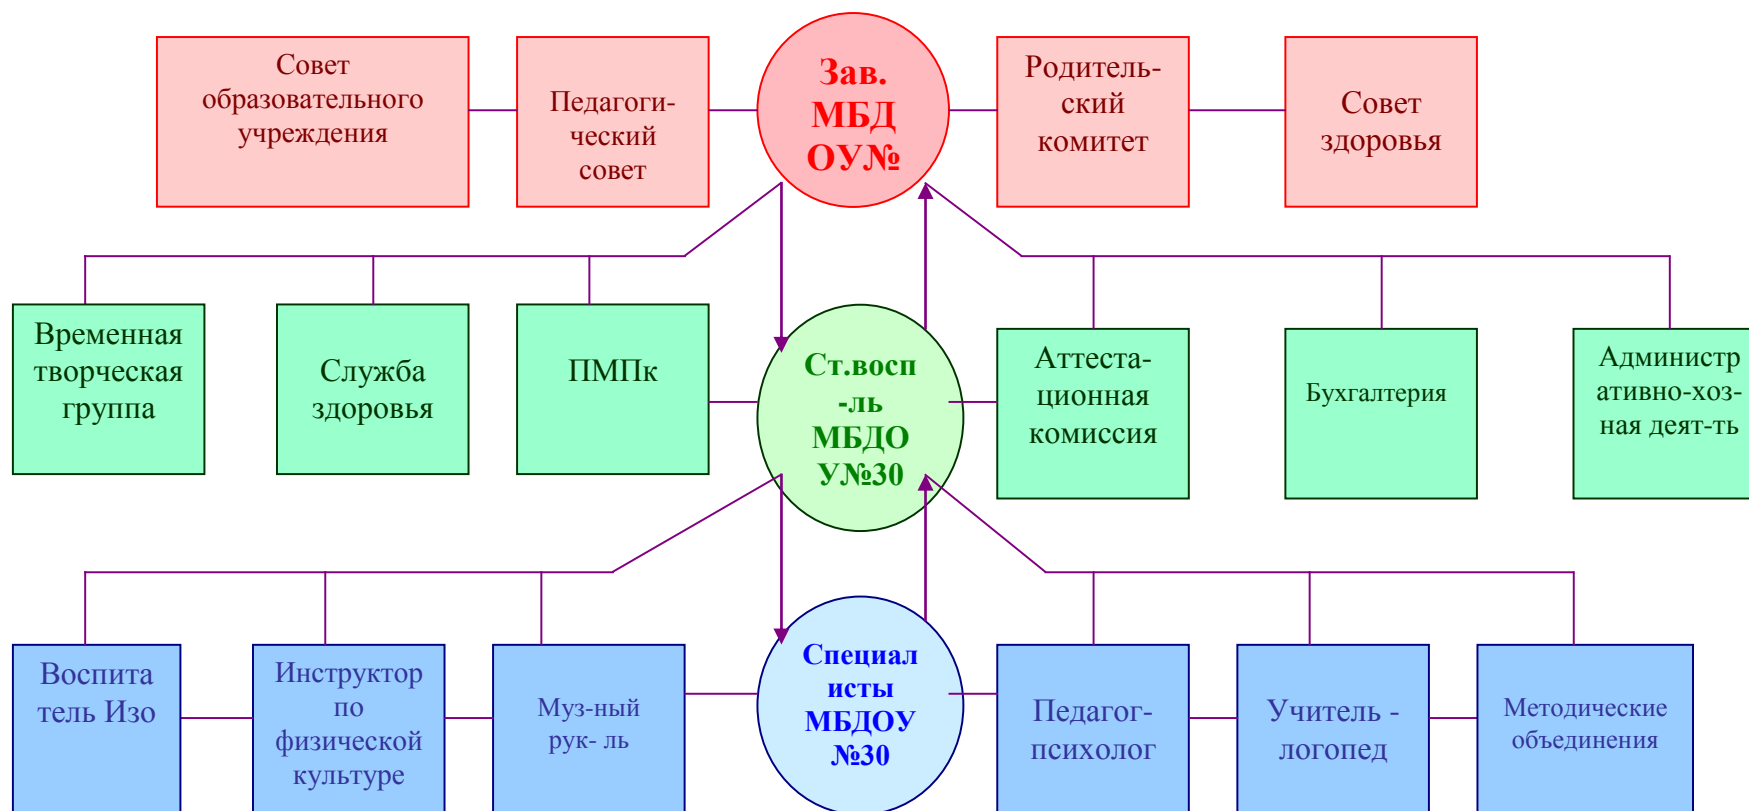 Совет
образовательного
учреждения
Педагоги-
ческий
совет
Зав.
МБД
ОУ№
Родитель-
ский
комитет
Совет
здоровья
Временная
творческая
группа
Служба
здоровья
ПМПк
Ст.восп
-ль
МБДО
У№30
Аттеста-
ционная
комиссия
Бухгалтерия
Администр
ативно-хоз-
ная деят-ть
Воспита
тель Изо
Инструктор
по
физической
культуре
Муз-ный
рук- ль
Специал
исты
МБДОУ
№30
Педагог-
психолог
Учитель -
логопед
Методические
объединения